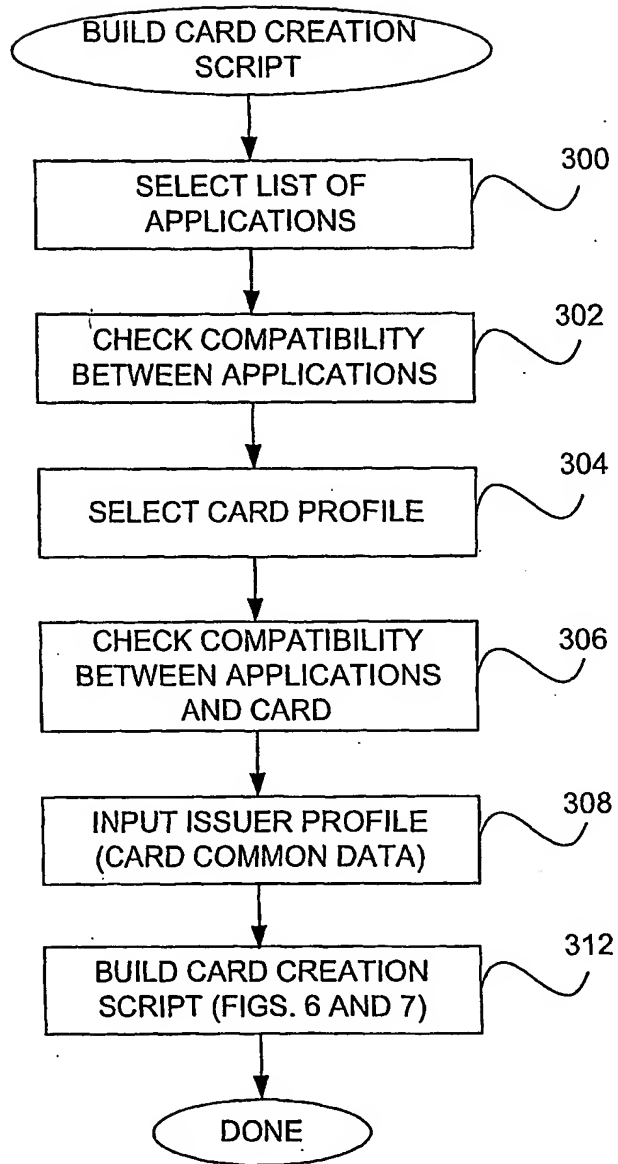 BUILD CARD CREATION
SCRIPT
300
SELECT LIST OF
APPLICATIONS
302
CHECK COMPATIBILITY
BETWEEN APPLICATIONS
304
SELECT CARD PROFILE
306
CHECK COMPATIBILITY
BETWEEN APPLICATIONS
AND CARD
308
INPUT ISSUER PROFILE
(CARD COMMON DATA)
312
BUILD CARD CREATION
SCRIPT (FIGS. 6 AND 7)
DONE